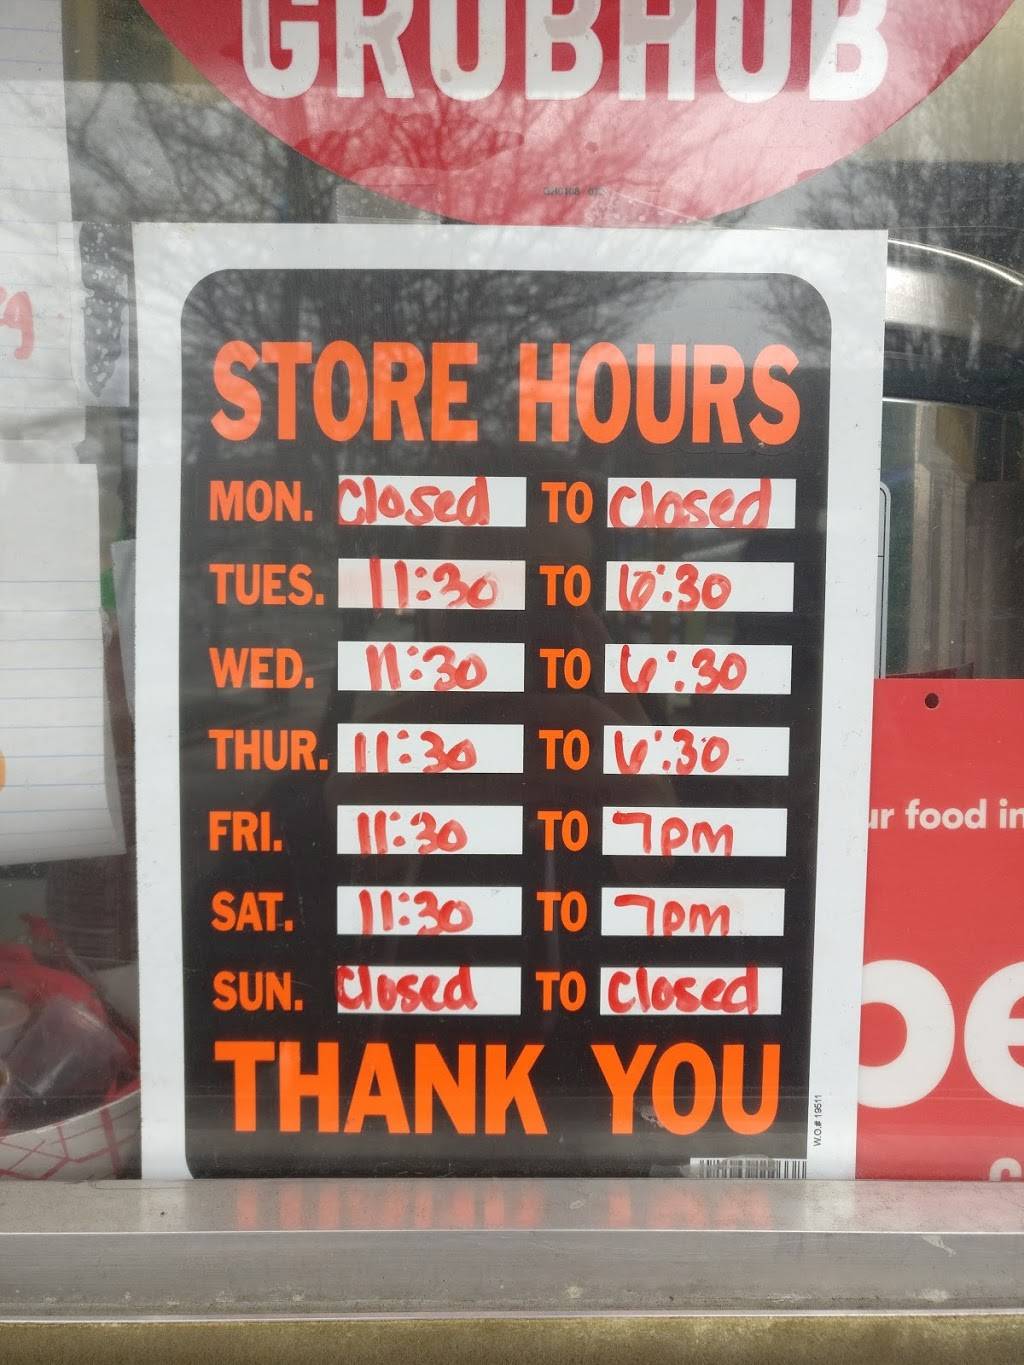 GRUBHUB
STORE HOURS
MON. Closed TO Closed
TUES. 11:30 TO 6:30
WED. 11:30 TO 6:30
THUR. 11:30 TO 6:30
FRI. 11:30 TO 7pm
SAT. 11:30 TO 7pm
SUN. Closed TO Closed
THANK YOU
W.O.# 19511
ur food in